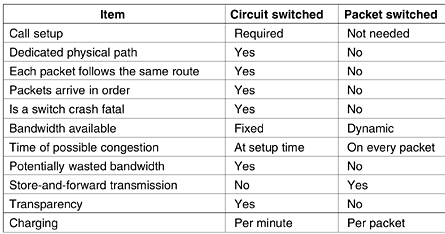 Item Circuit switched Packet switched
Call setup Required Not needed
Dedicated physical path Yes No
Each packet follows the same route Yes No
Packets arrive in order Yes No
Is a switch crash fatal Yes No
Bandwidth available Fixed Dynamic
Time of possible congestion At setup time On every packet
Potentially wasted bandwidth Yes No
Store-and-forward transmission No Yes
Transparency Yes No
Charging Per minute Per packet